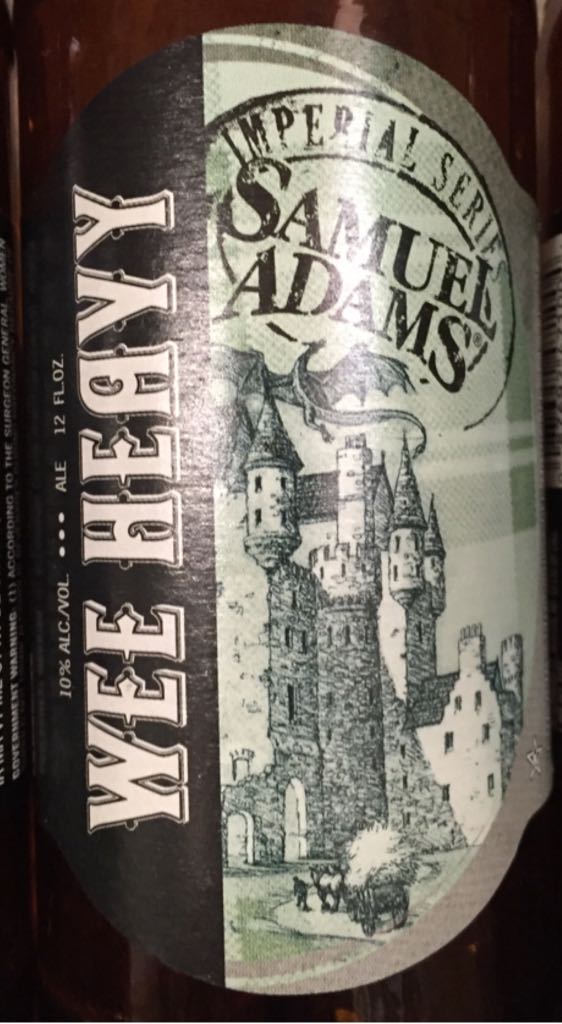 IMPERIAL SERIES
SAMUEL
ADAMS®
WEE HEAVY
10% ALC./VOL. ••• ALE 12 FL.OZ.
GOVERNMENT WARNING: (1) ACCORDING TO THE SURGEON GENERAL, WOMEN